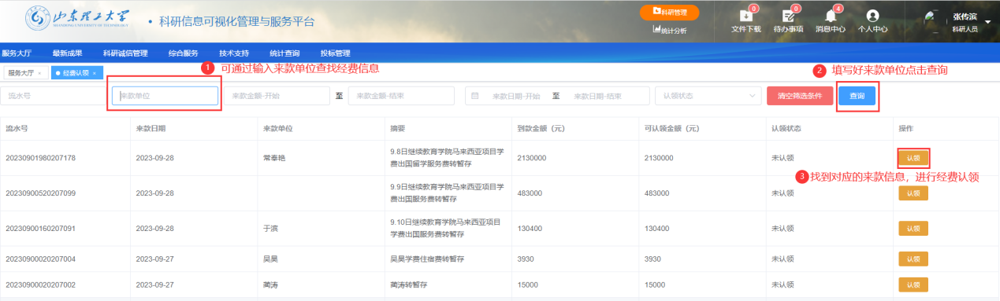 山东理工大学
SHANDONG UNIVERSITY OF TECHNOLOGY
• 科研信息可视化管理与服务平台
科研管理
统计分析
0 文件下载
0 待办事项
4 消息中心
个人中心
张传滨
科研人员
服务大厅 最新成果 科研诚信管理 综合服务 技术支持 统计查询 投标管理
服务大厅 × 经费认领 ×
1 可通过输入来款单位查找经费信息
2 填写好来款单位点击查询
流水号 来款单位 来款金额-开始 至 来款金额-结束 来款日期-开始 至 来款日期-结束 认领状态 清空筛选条件 查询
流水号 来款日期 来款单位 摘要 到款金额（元） 可认领金额（元） 认领状态 操作
20230901980207178 2023-09-28 常奉艳 9.8日继续教育学院马来西亚项目学
费出国留学服务费转暂存 2130000 2130000 未认领 认领
3 找到对应的来款信息，进行经费认领
20230900520207099 2023-09-28 9.9日继续教育学院马来西亚项目学
费出国服务费转暂存 483000 483000 未认领 认领
20230900160207091 2023-09-28 于滨 9.10日继续教育学院马来西亚项目
学费出国服务费转暂存 130400 130400 未认领 认领
20230900020207004 2023-09-27 吴昊 吴昊学费住宿费转暂存 3930 3930 未认领 认领
20230900020207002 2023-09-27 蔺涛 蔺涛转暂存 15000 15000 未认领 认领